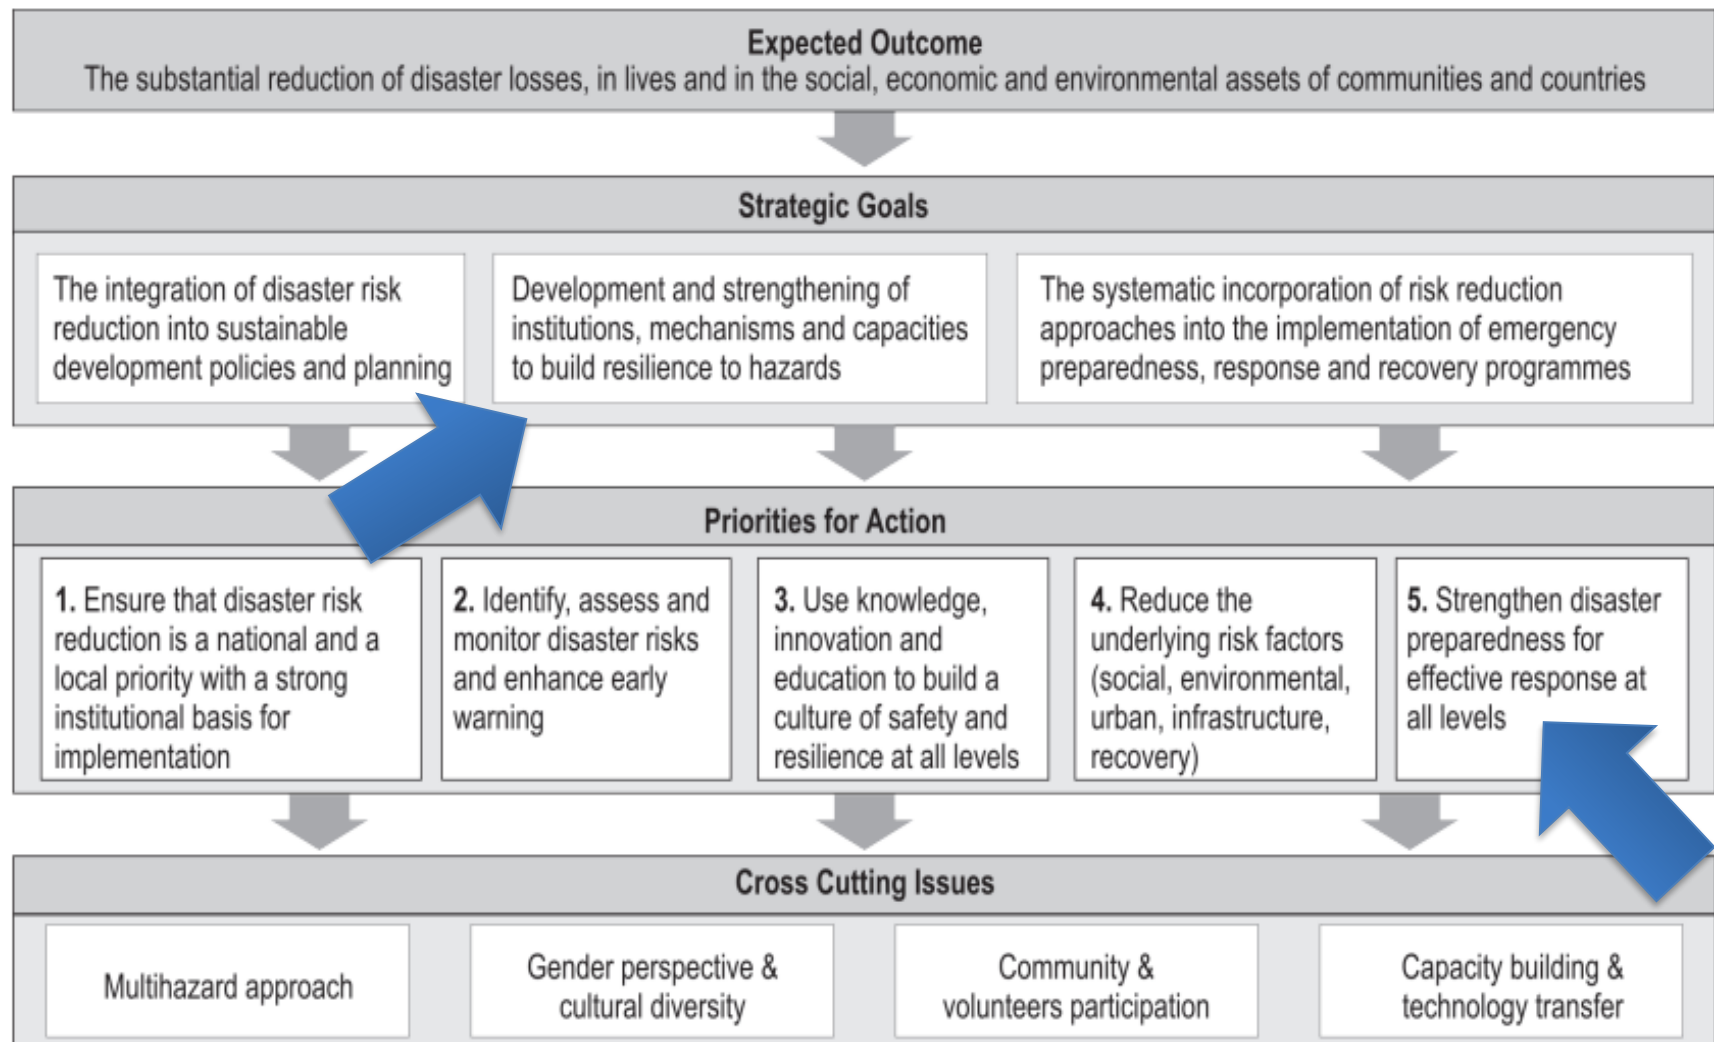 Expected Outcome
The substantial reduction of disaster losses, in lives and in the social, economic and environmental assets of communities and countries
Strategic Goals
The integration of disaster risk
reduction into sustainable
development policies and planning
Development and strengthening of
institutions, mechanisms and capacities
to build resilience to hazards
The systematic incorporation of risk reduction
approaches into the implementation of emergency
preparedness, response and recovery programmes
Priorities for Action
1. Ensure that disaster risk
reduction is a national and a
local priority with a strong
institutional basis for
implementation
2. Identify, assess and
monitor disaster risks
and enhance early
warning
3. Use knowledge,
innovation and
education to build a
culture of safety and
resilience at all levels
4. Reduce the
underlying risk factors
(social, environmental,
urban, infrastructure,
recovery)
5. Strengthen disaster
preparedness for
effective response at
all levels
Cross Cutting Issues
Multihazard approach
Gender perspective &
cultural diversity
Community &
volunteers participation
Capacity building &
technology transfer